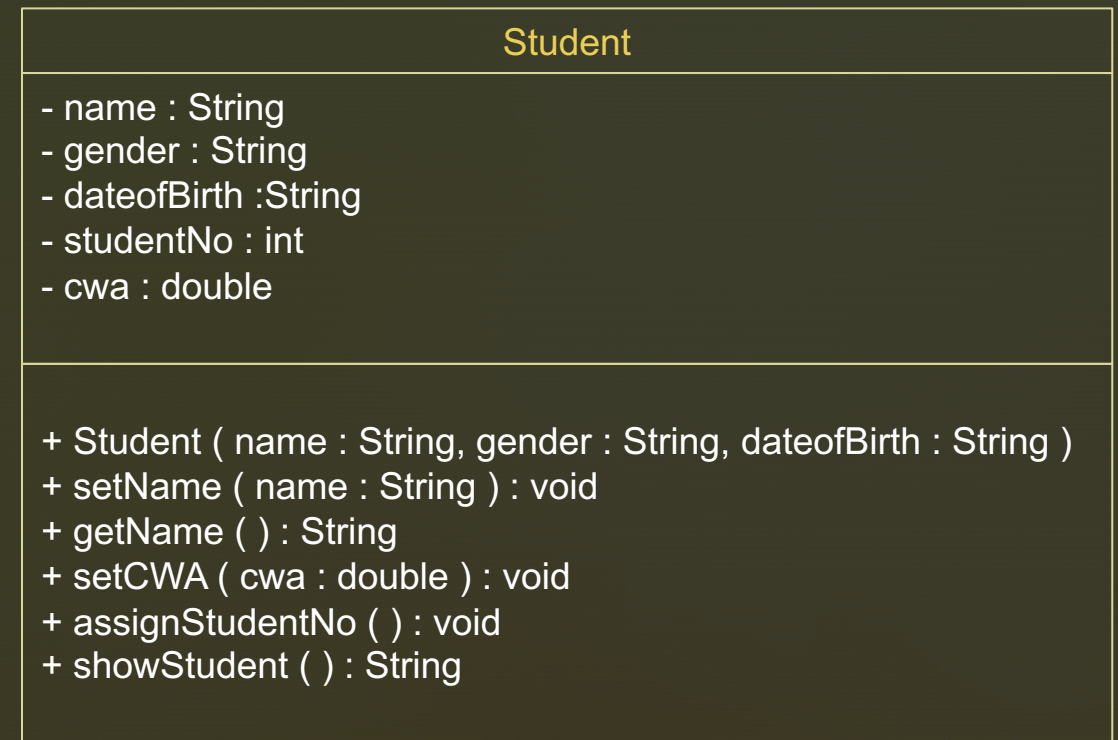 Student
- name : String
- gender : String
- dateofBirth :String
- studentNo : int
- cwa : double
+ Student ( name : String, gender : String, dateofBirth : String )
+ setName ( name : String ) : void
+ getName ( ) : String
+ setCWA ( cwa : double ) : void
+ assignStudentNo ( ) : void
+ showStudent ( ) : String